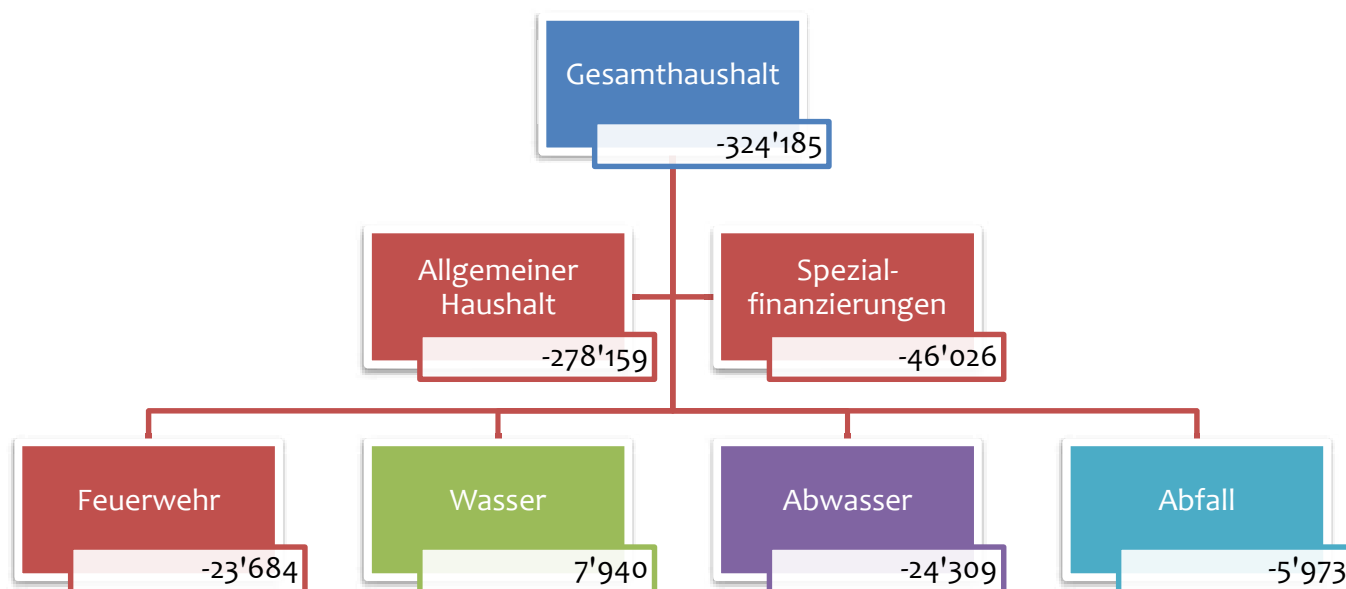 Gesamthaushalt
-324'185
Allgemeiner
Haushalt
-278'159
Spezial-
finanzierungen
-46'026
Feuerwehr
-23'684
Wasser
7'940
Abwasser
-24'309
Abfall
-5'973